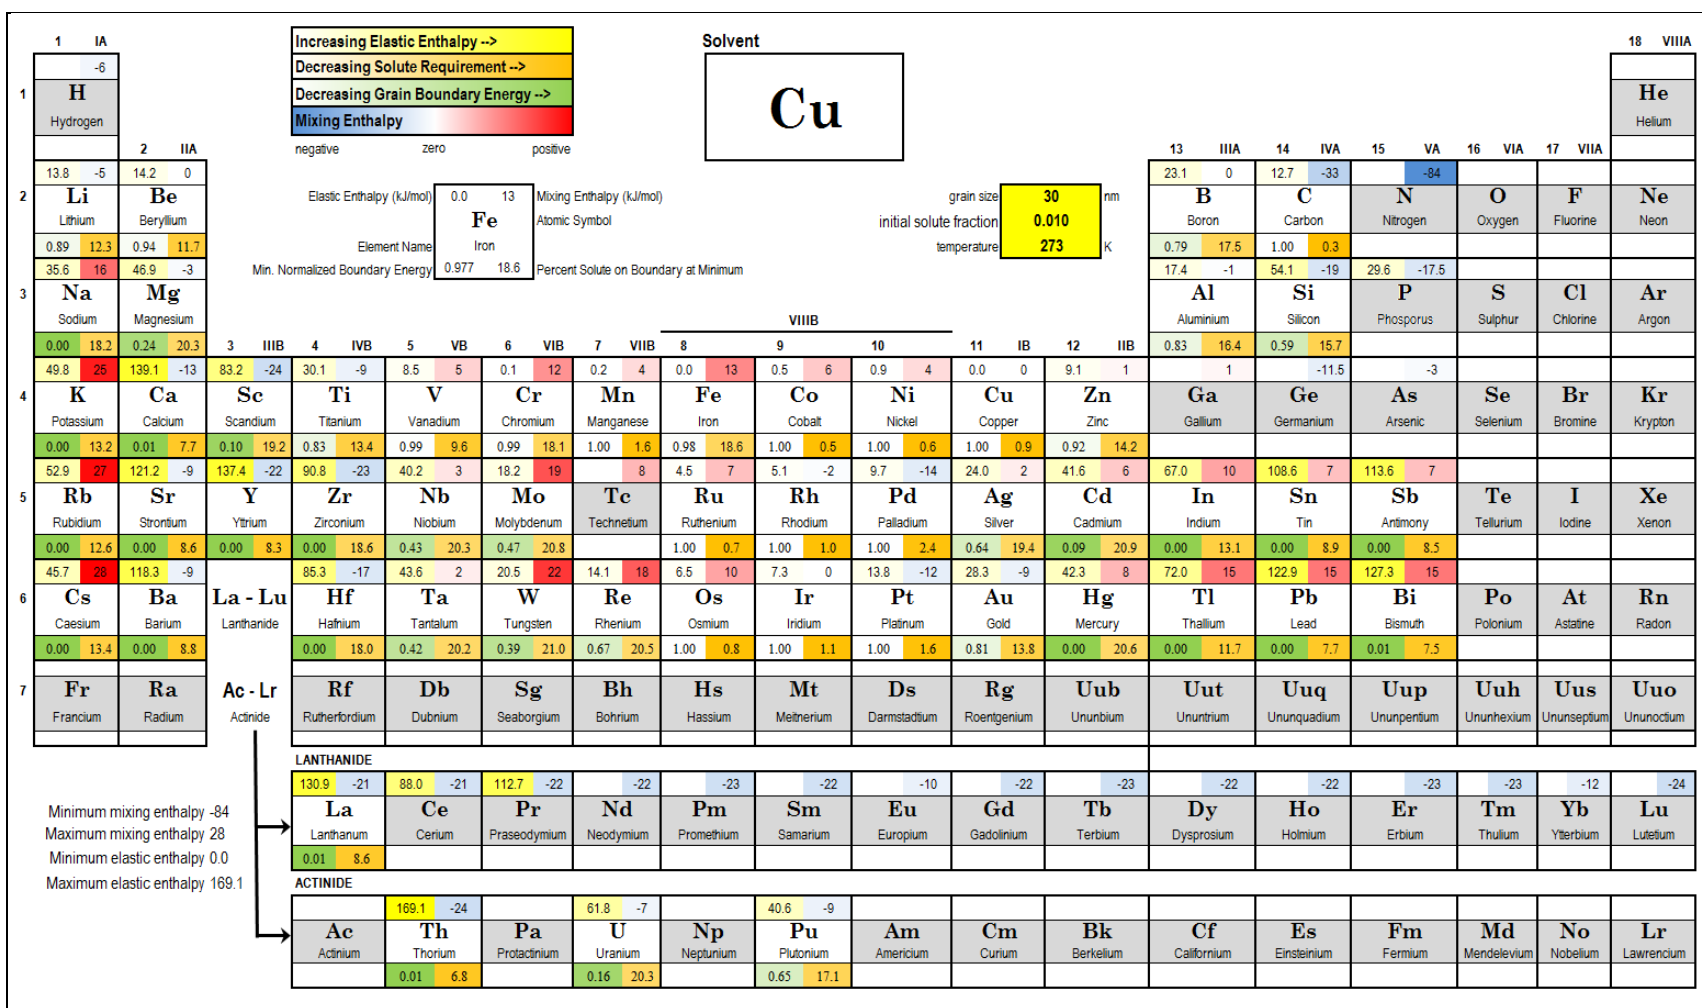 1 IA Increasing Elastic Enthalpy --> Solvent 18 VIIIA
-6 Decreasing Solute Requirement -->
1 H Decreasing Grain Boundary Energy --> Cu He
Hydrogen Mixing Enthalpy Helium
2 IIA negative zero positive 13 IIIA 14 IVA 15 VA 16 VIA 17 VIIA
13.8 -5 14.2 0 23.1 0 12.7 -33 -84
2 Li Be Elastic Enthalpy (kJ/mol) 0.0 13 Mixing Enthalpy (kJ/mol) grain size 30 nm B C N O F Ne
Lithium Beryllium Fe Atomic Symbol initial solute fraction 0.010 Boron Carbon Nitrogen Oxygen Fluorine Neon
0.89 12.3 0.94 11.7 Element Name Iron temperature 273 K 0.79 17.5 1.00 0.3
35.6 16 46.9 -3 Min. Normalized Boundary Energy 0.977 18.6 Percent Solute on Boundary at Minimum 17.4 -1 54.1 -19 29.6 -17.5
3 Na Mg Al Si P S Cl Ar
Sodium Magnesium VIIIB Aluminium Silicon Phosporus Sulphur Chlorine Argon
0.00 18.2 0.24 20.3 3 IIIB 4 IVB 5 VB 6 VIB 7 VIIB 8 9 10 11 IB 12 IIB 0.83 16.4 0.59 15.7
49.8 25 139.1 -13 83.2 -24 30.1 -9 8.5 5 0.1 12 0.2 4 0.0 13 0.5 6 0.9 4 0.0 0 9.1 1 1 -11.5 -3
4 K Ca Sc Ti V Cr Mn Fe Co Ni Cu Zn Ga Ge As Se Br Kr
Potassium Calcium Scandium Titanium Vanadium Chromium Manganese Iron Cobalt Nickel Copper Zinc Gallium Germanium Arsenic Selenium Bromine Krypton
0.00 13.2 0.01 7.7 0.10 19.2 0.83 13.4 0.99 9.6 0.99 18.1 1.00 1.6 0.98 18.6 1.00 0.5 1.00 0.6 1.00 0.9 0.92 14.2
52.9 27 121.2 -9 137.4 -22 90.8 -23 40.2 3 18.2 19 8 4.5 7 5.1 -2 9.7 -14 24.0 2 41.6 6 67.0 10 108.6 7 113.6 7
5 Rb Sr Y Zr Nb Mo Tc Ru Rh Pd Ag Cd In Sn Sb Te I Xe
Rubidium Strontium Yttrium Zirconium Niobium Molybdenum Technetium Ruthenium Rhodium Palladium Silver Cadmium Indium Tin Antimony Tellurium Iodine Xenon
0.00 12.6 0.00 8.6 0.00 8.3 0.00 18.6 0.43 20.3 0.47 20.8 1.00 0.7 1.00 1.0 1.00 2.4 0.64 19.4 0.09 20.9 0.00 13.1 0.00 8.9 0.00 8.5
45.7 28 118.3 -9 85.3 -17 43.6 2 20.5 22 14.1 18 6.5 10 7.3 0 13.8 -12 28.3 -9 42.3 8 72.0 15 122.9 15 127.3 15
6 Cs Ba La - Lu Hf Ta W Re Os Ir Pt Au Hg Tl Pb Bi Po At Rn
Caesium Barium Lanthanide Hafnium Tantalum Tungsten Rhenium Osmium Iridium Platinum Gold Mercury Thallium Lead Bismuth Polonium Astatine Radon
0.00 13.4 0.00 8.8 0.00 18.0 0.42 20.2 0.39 21.0 0.67 20.5 1.00 0.8 1.00 1.1 1.00 1.6 0.81 13.8 0.00 20.6 0.00 11.7 0.00 7.7 0.01 7.5
7 Fr Ra Ac - Lr Rf Db Sg Bh Hs Mt Ds Rg Uub Uut Uuq Uup Uuh Uus Uuo
Francium Radium Actinide Rutherfordium Dubnium Seaborgium Bohrium Hassium Meitnerium Darmstadtium Roentgenium Ununbium Ununtrium Ununquadium Ununpentium Ununhexium Ununseptium Ununoctium
LANTHANIDE
130.9 -21 88.0 -21 112.7 -22 -22 -23 -22 -10 -22 -23 -22 -22 -23 -23 -12 -24
Minimum mixing enthalpy -84 La Ce Pr Nd Pm Sm Eu Gd Tb Dy Ho Er Tm Yb Lu
Maximum mixing enthalpy 28 Lanthanum Cerium Praseodymium Neodymium Promethium Samarium Europium Gadolinium Terbium Dysprosium Holmium Erbium Thulium Ytterbium Lutetium
Minimum elastic enthalpy 0.0 0.01 8.6
Maximum elastic enthalpy 169.1 ACTINIDE
169.1 -24 61.8 -7 40.6 -9
Ac Th Pa U Np Pu Am Cm Bk Cf Es Fm Md No Lr
Actinium Thorium Protactinium Uranium Neptunium Plutonium Americium Curium Berkelium Californium Einsteinium Fermium Mendelevium Nobelium Lawrencium
0.01 6.8 0.16 20.3 0.65 17.1